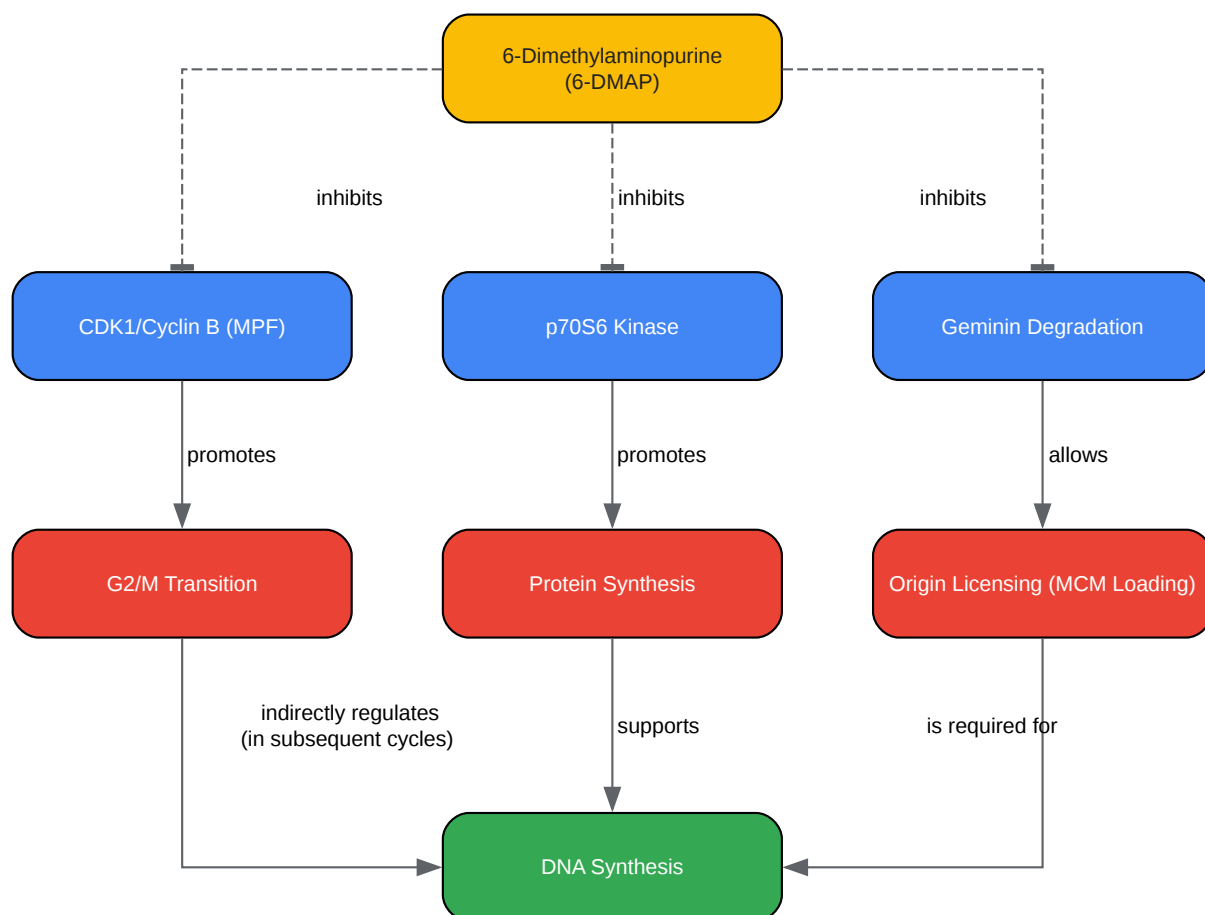 6-Dimethylaminopurine
(6-DMAP)
inhibits
inhibits
inhibits
CDK1/Cyclin B (MPF)
p70S6 Kinase
Geminin Degradation
promotes
promotes
allows
G2/M Transition
Protein Synthesis
Origin Licensing (MCM Loading)
indirectly regulates
(in subsequent cycles)
supports
is required for
DNA Synthesis